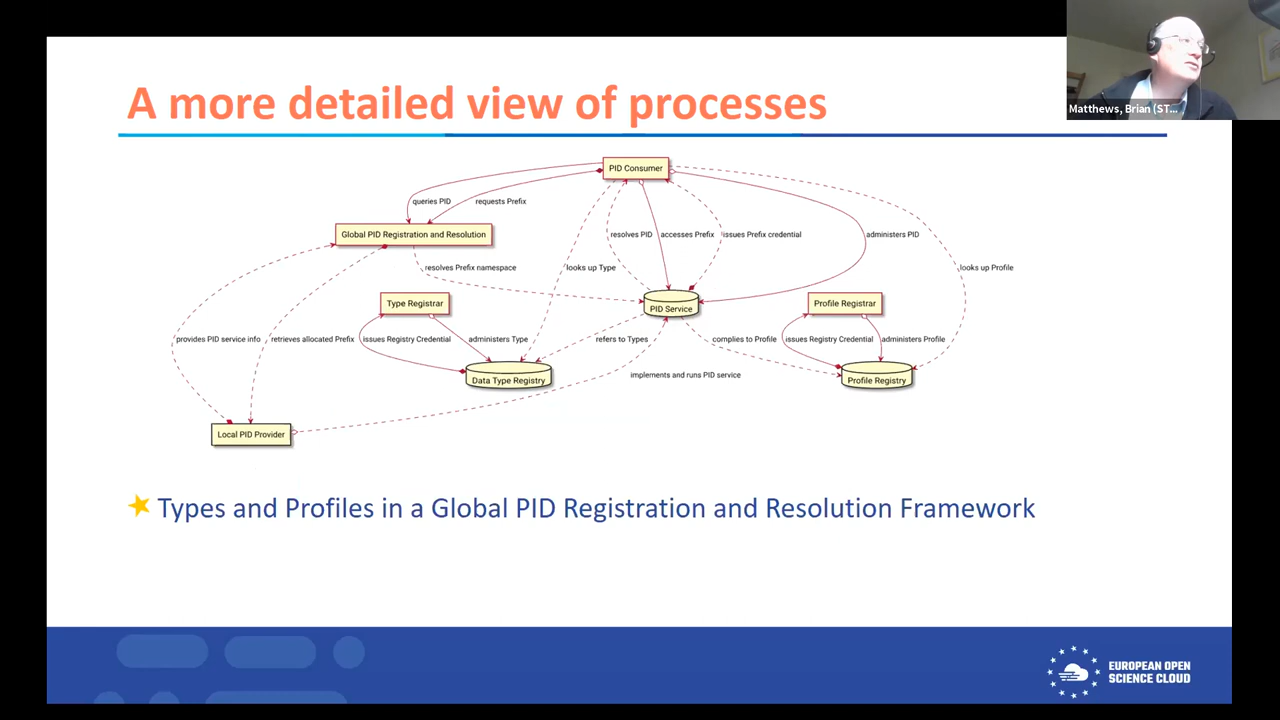 A more detailed view of processes
Matthews, Brian (ST...
PID Consumer
queries PID
requests Prefix
Global PID Registration and Resolution
resolves PID
accesses Prefix
issues Prefix credential
administers PID
resolves Prefix namespace
looks up Type
looks up Profile
Type Registrar
PID Service
Profile Registrar
provides PID service info
retrieves allocated Prefix
issues Registry Credential
administers Type
refers to Types
complies to Profile
issues Registry Credential
administers Profile
Data Type Registry
implements and runs PID service
Profile Registry
Local PID Provider
Types and Profiles in a Global PID Registration and Resolution Framework
EUROPEAN OPEN
SCIENCE CLOUD